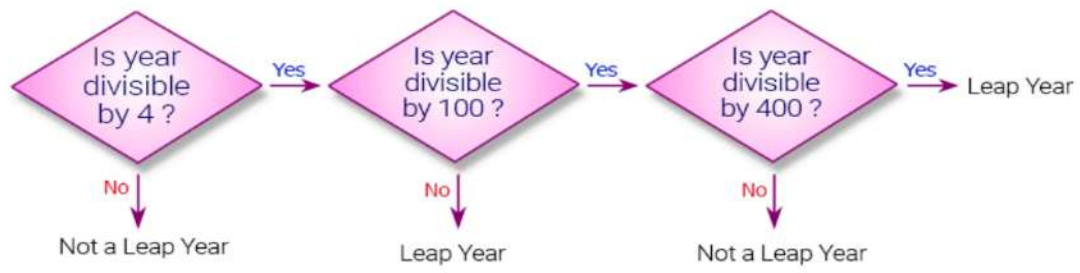 Is year
divisible
by 4 ?
Yes
Is year
divisible
by 100 ?
Yes
Is year
divisible
by 400 ?
Yes
Leap Year
No
No
No
Not a Leap Year
Leap Year
Not a Leap Year